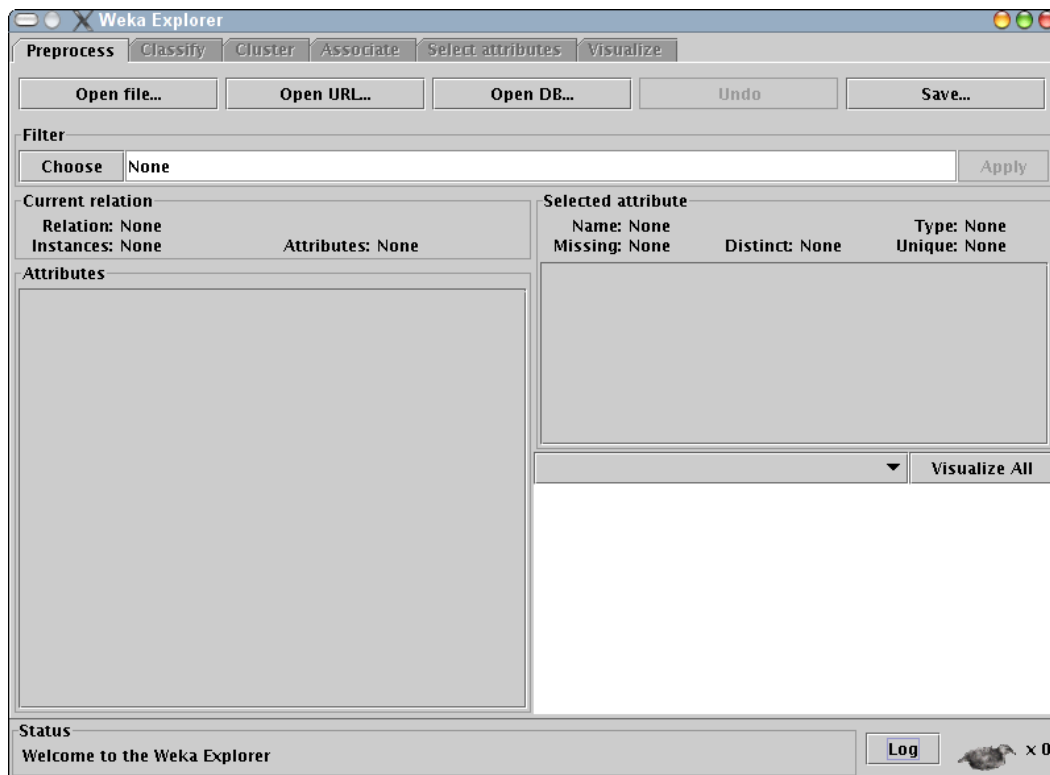 Weka Explorer
Preprocess Classify Cluster Associate Select attributes Visualize
Open file... Open URL... Open DB... Undo Save...
Filter
Choose None Apply
Current relation
Relation: None
Instances: None Attributes: None
Selected attribute
Name: None Type: None
Missing: None Distinct: None Unique: None
Attributes
Visualize All
Status
Welcome to the Weka Explorer
Log x 0